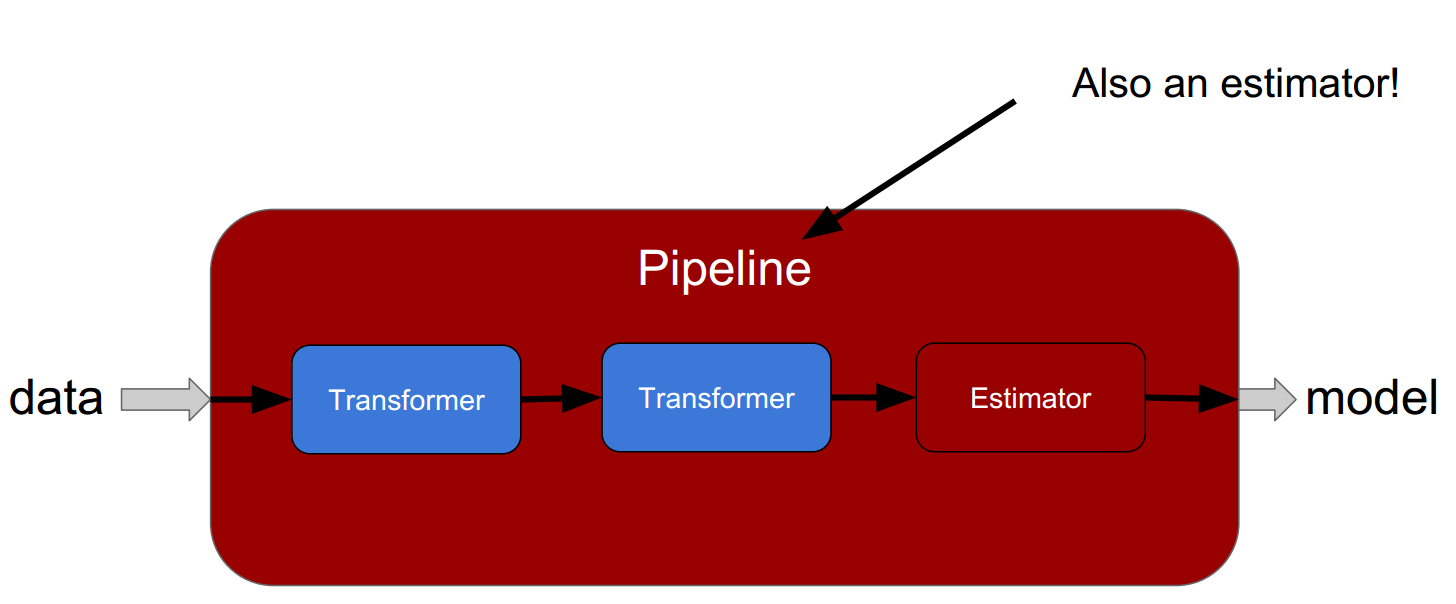 Also an estimator!
Pipeline
data
Transformer
Transformer
Estimator
model